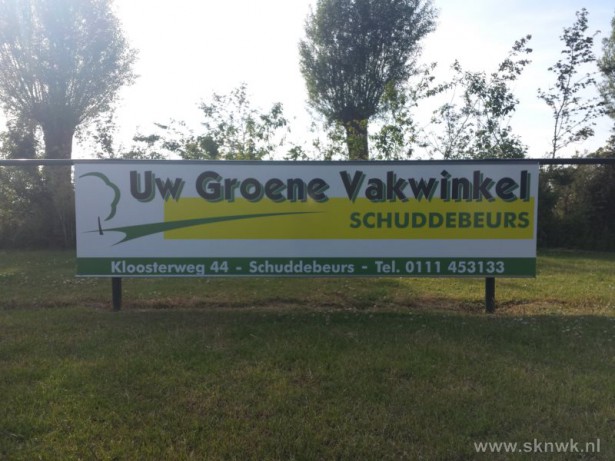 Uw Groene Vakwinkel
SCHUDDEBEURS
Kloosterweg 44 - Schuddebeurs - Tel. 0111 453133
www.sknwk.nl